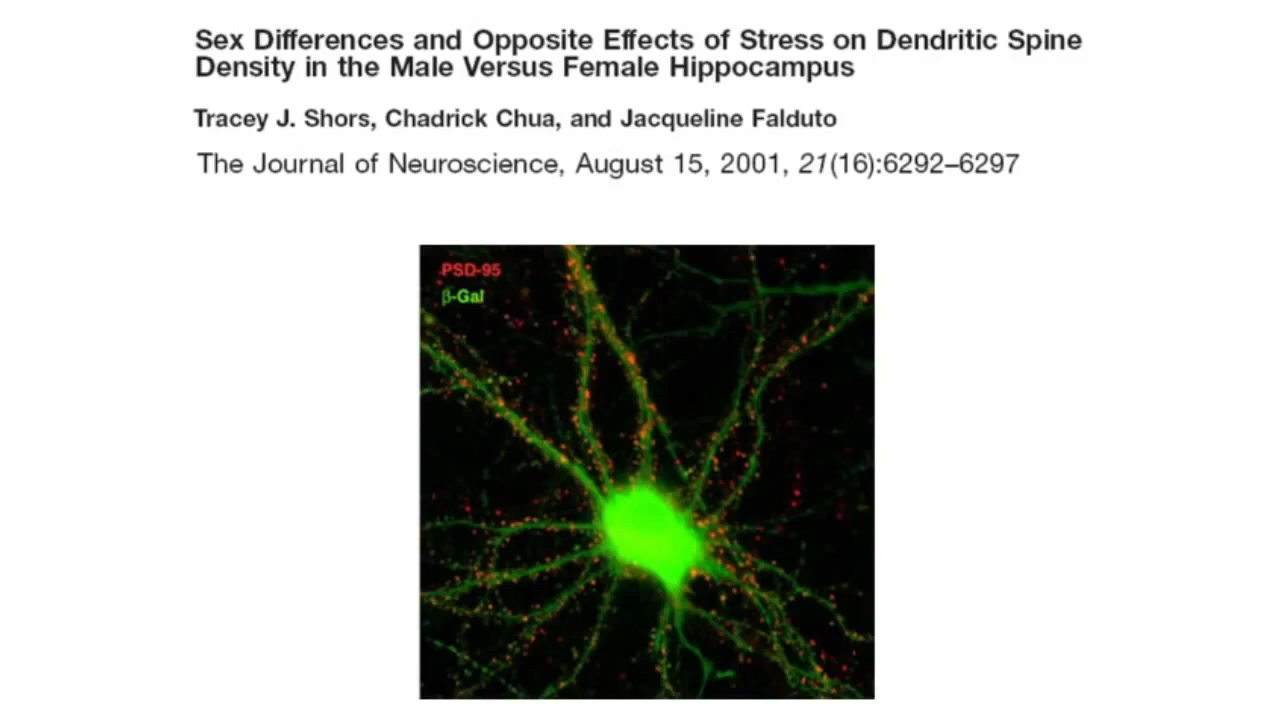 Sex Differences and Opposite Effects of Stress on Dendritic Spine
Density in the Male Versus Female Hippocampus
Tracey J. Shors, Chadrick Chua, and Jacqueline Falduto
The Journal of Neuroscience, August 15, 2001, 21(16):6292–6297
PSD-95
β-Gal